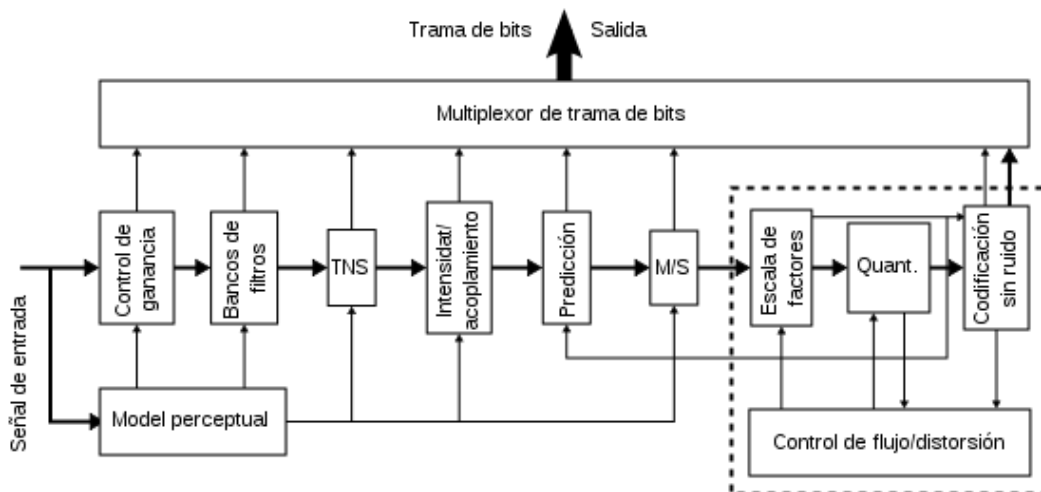 Trama de bits Salida
Multiplexor de trama de bits
Señal de entrada
Control de
ganancia
Bancos de
filtros
TNS
Intensidat/
acoplamiento
Predicción
M/S
Escala de
factores
Quant.
Codificación
sin ruido
Model perceptual
Control de flujo/distorsión